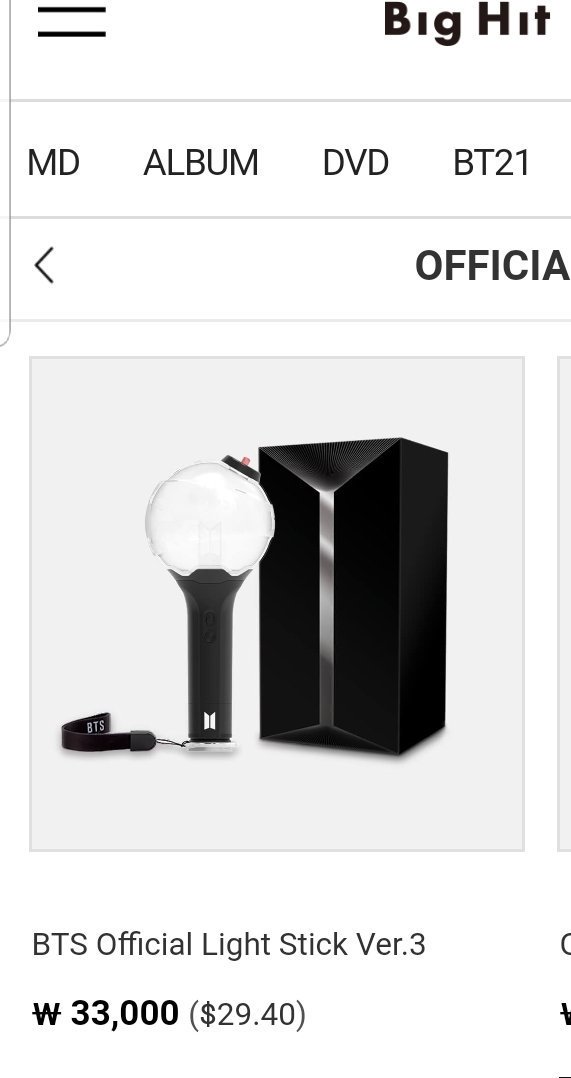 Big Hit
MD ALBUM DVD BT21
OFFICIA
BTS
BTS Official Light Stick Ver.3
₩ 33,000 ($29.40)